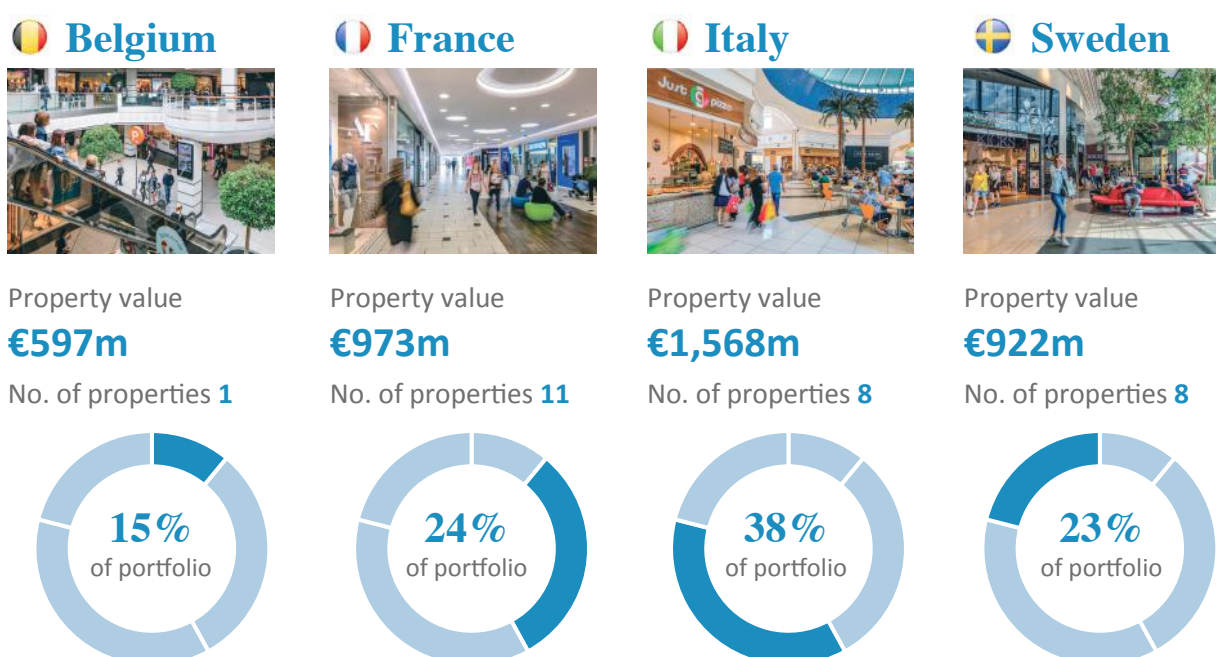 Belgium
Property value
€597m
No. of properties 1
15%
of portfolio
France
Property value
€973m
No. of properties 11
24%
of portfolio
Italy
Just pizza
Property value
€1,568m
No. of properties 8
38%
of portfolio
Sweden
Property value
€922m
No. of properties 8
23%
of portfolio